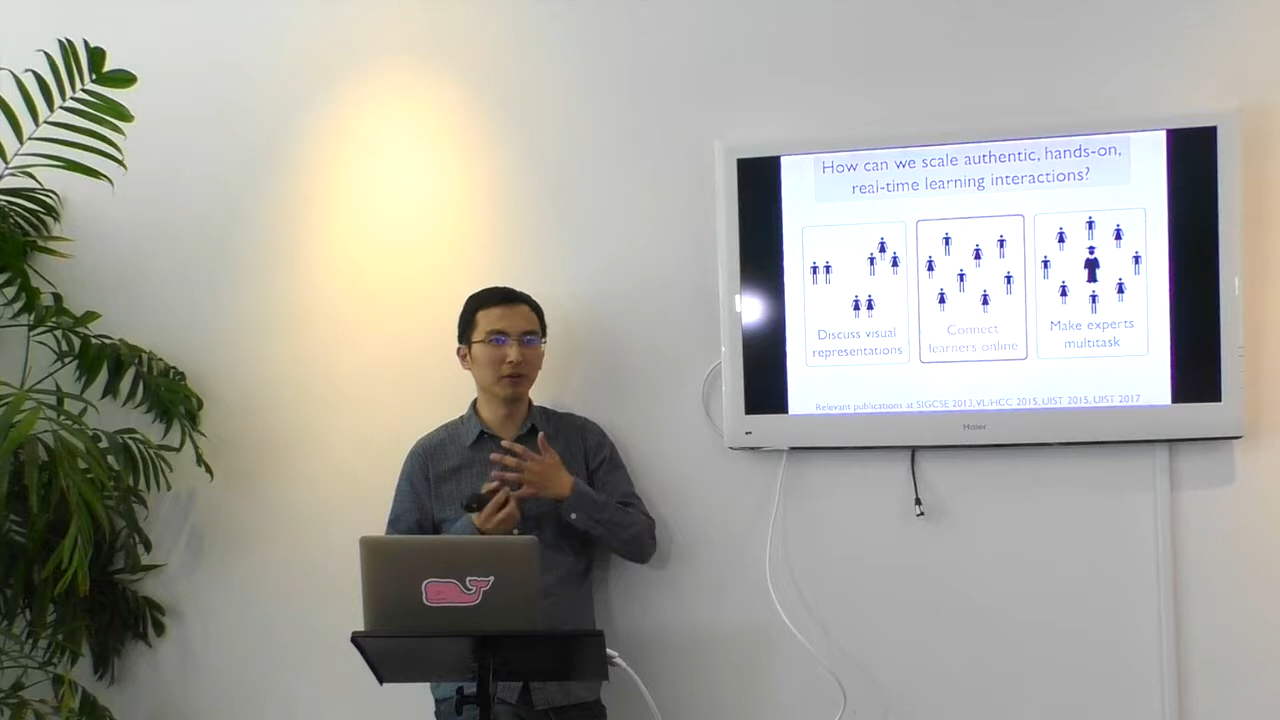 How can we scale authentic, hands-on,
real-time learning interactions?
Discuss visual
representations
Connect
learners online
Make experts
multitask
Relevant publications at SIGCSE 2013, VL/HCC 2015, UIST 2015, UIST 2017
Haier